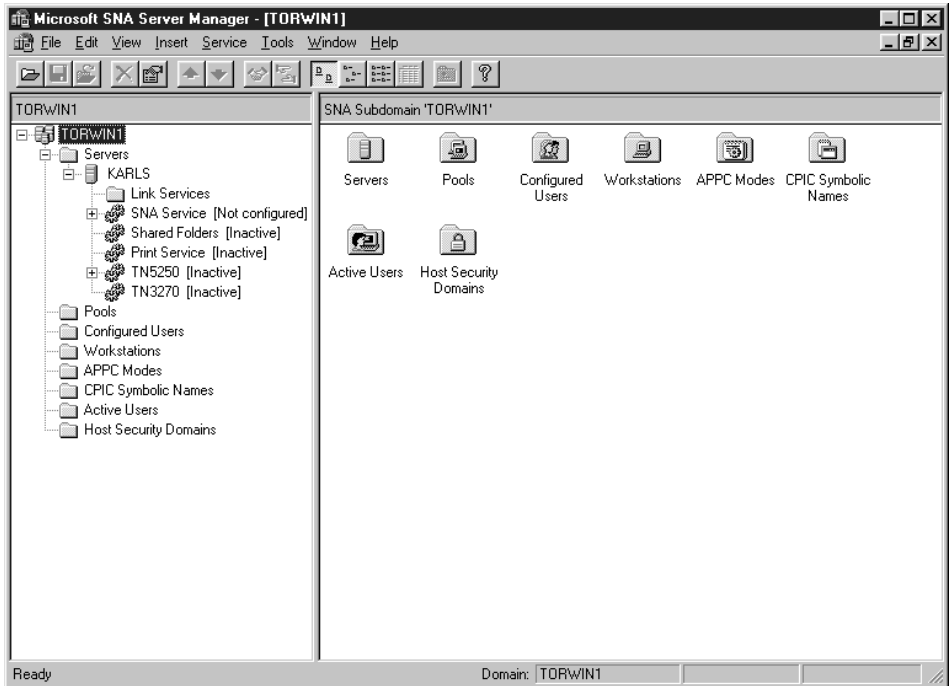 Microsoft SNA Server Manager - [TORWIN1]
File Edit View Insert Service Tools Window Help
TORWIN1
SNA Subdomain 'TORWIN1'
TORWIN1
Servers
KARLS
Link Services
SNA Service [Not configured]
Shared Folders [Inactive]
Print Service [Inactive]
TN5250 [Inactive]
TN3270 [Inactive]
Pools
Configured Users
Workstations
APPC Modes
CPIC Symbolic Names
Active Users
Host Security Domains
Servers
Pools
Configured
Users
Workstations
APPC Modes
CPIC Symbolic
Names
Active Users
Host Security
Domains
Ready
Domain: TORWIN1